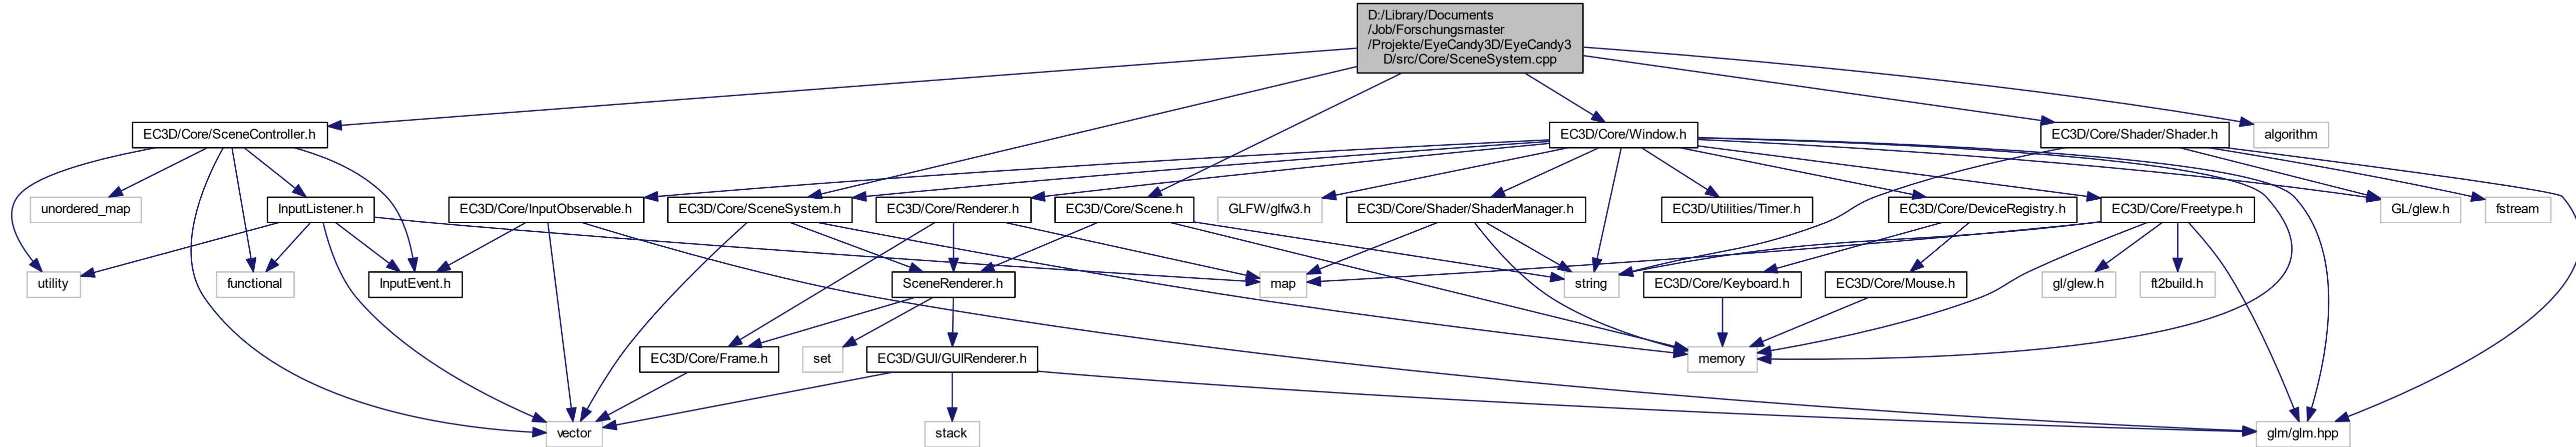 D:/Library/Documents
/Job/Forschungsmaster
/Projekte/EyeCandy3D/EyeCandy3
D/src/Core/SceneSystem.cpp
EC3D/Core/SceneController.h
EC3D/Core/Window.h
EC3D/Core/Shader/Shader.h
algorithm
unordered_map
InputListener.h
EC3D/Core/InputObservable.h
EC3D/Core/SceneSystem.h
EC3D/Core/Renderer.h
EC3D/Core/Scene.h
GLFW/glfw3.h
EC3D/Core/Shader/ShaderManager.h
EC3D/Utilities/Timer.h
EC3D/Core/DeviceRegistry.h
EC3D/Core/Freetype.h
GL/glew.h
fstream
utility
functional
InputEvent.h
SceneRenderer.h
map
string
EC3D/Core/Keyboard.h
EC3D/Core/Mouse.h
gl/glew.h
ft2build.h
EC3D/Core/Frame.h
set
EC3D/GUI/GUIRenderer.h
memory
vector
stack
glm/glm.hpp